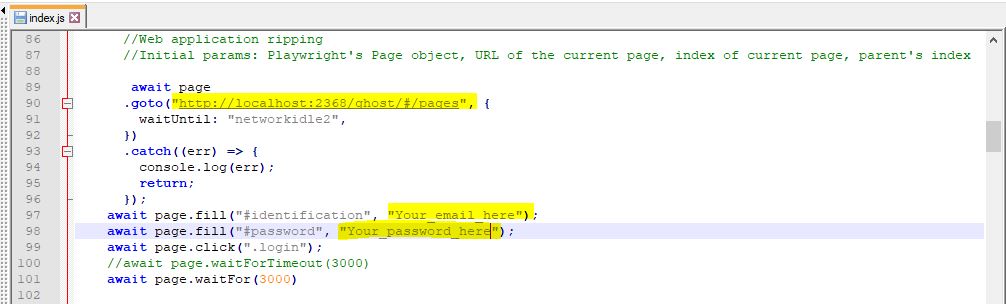 index.js
86 //Web application ripping
87 //Initial params: Playwright's Page object, URL of the current page, index of current page, parent's index
88
89 await page
90 .goto("http://localhost:2368/ghost/#/pages", {
91 waitUntil: "networkidle2",
92 })
93 .catch((err) => {
94 console.log(err);
95 return;
96 });
97 await page.fill("#identification", "Your_email_here");
98 await page.fill("#password", "Your_password_here");
99 await page.click(".login");
100 //await page.waitForTimeout(3000)
101 await page.waitFor(3000)
102